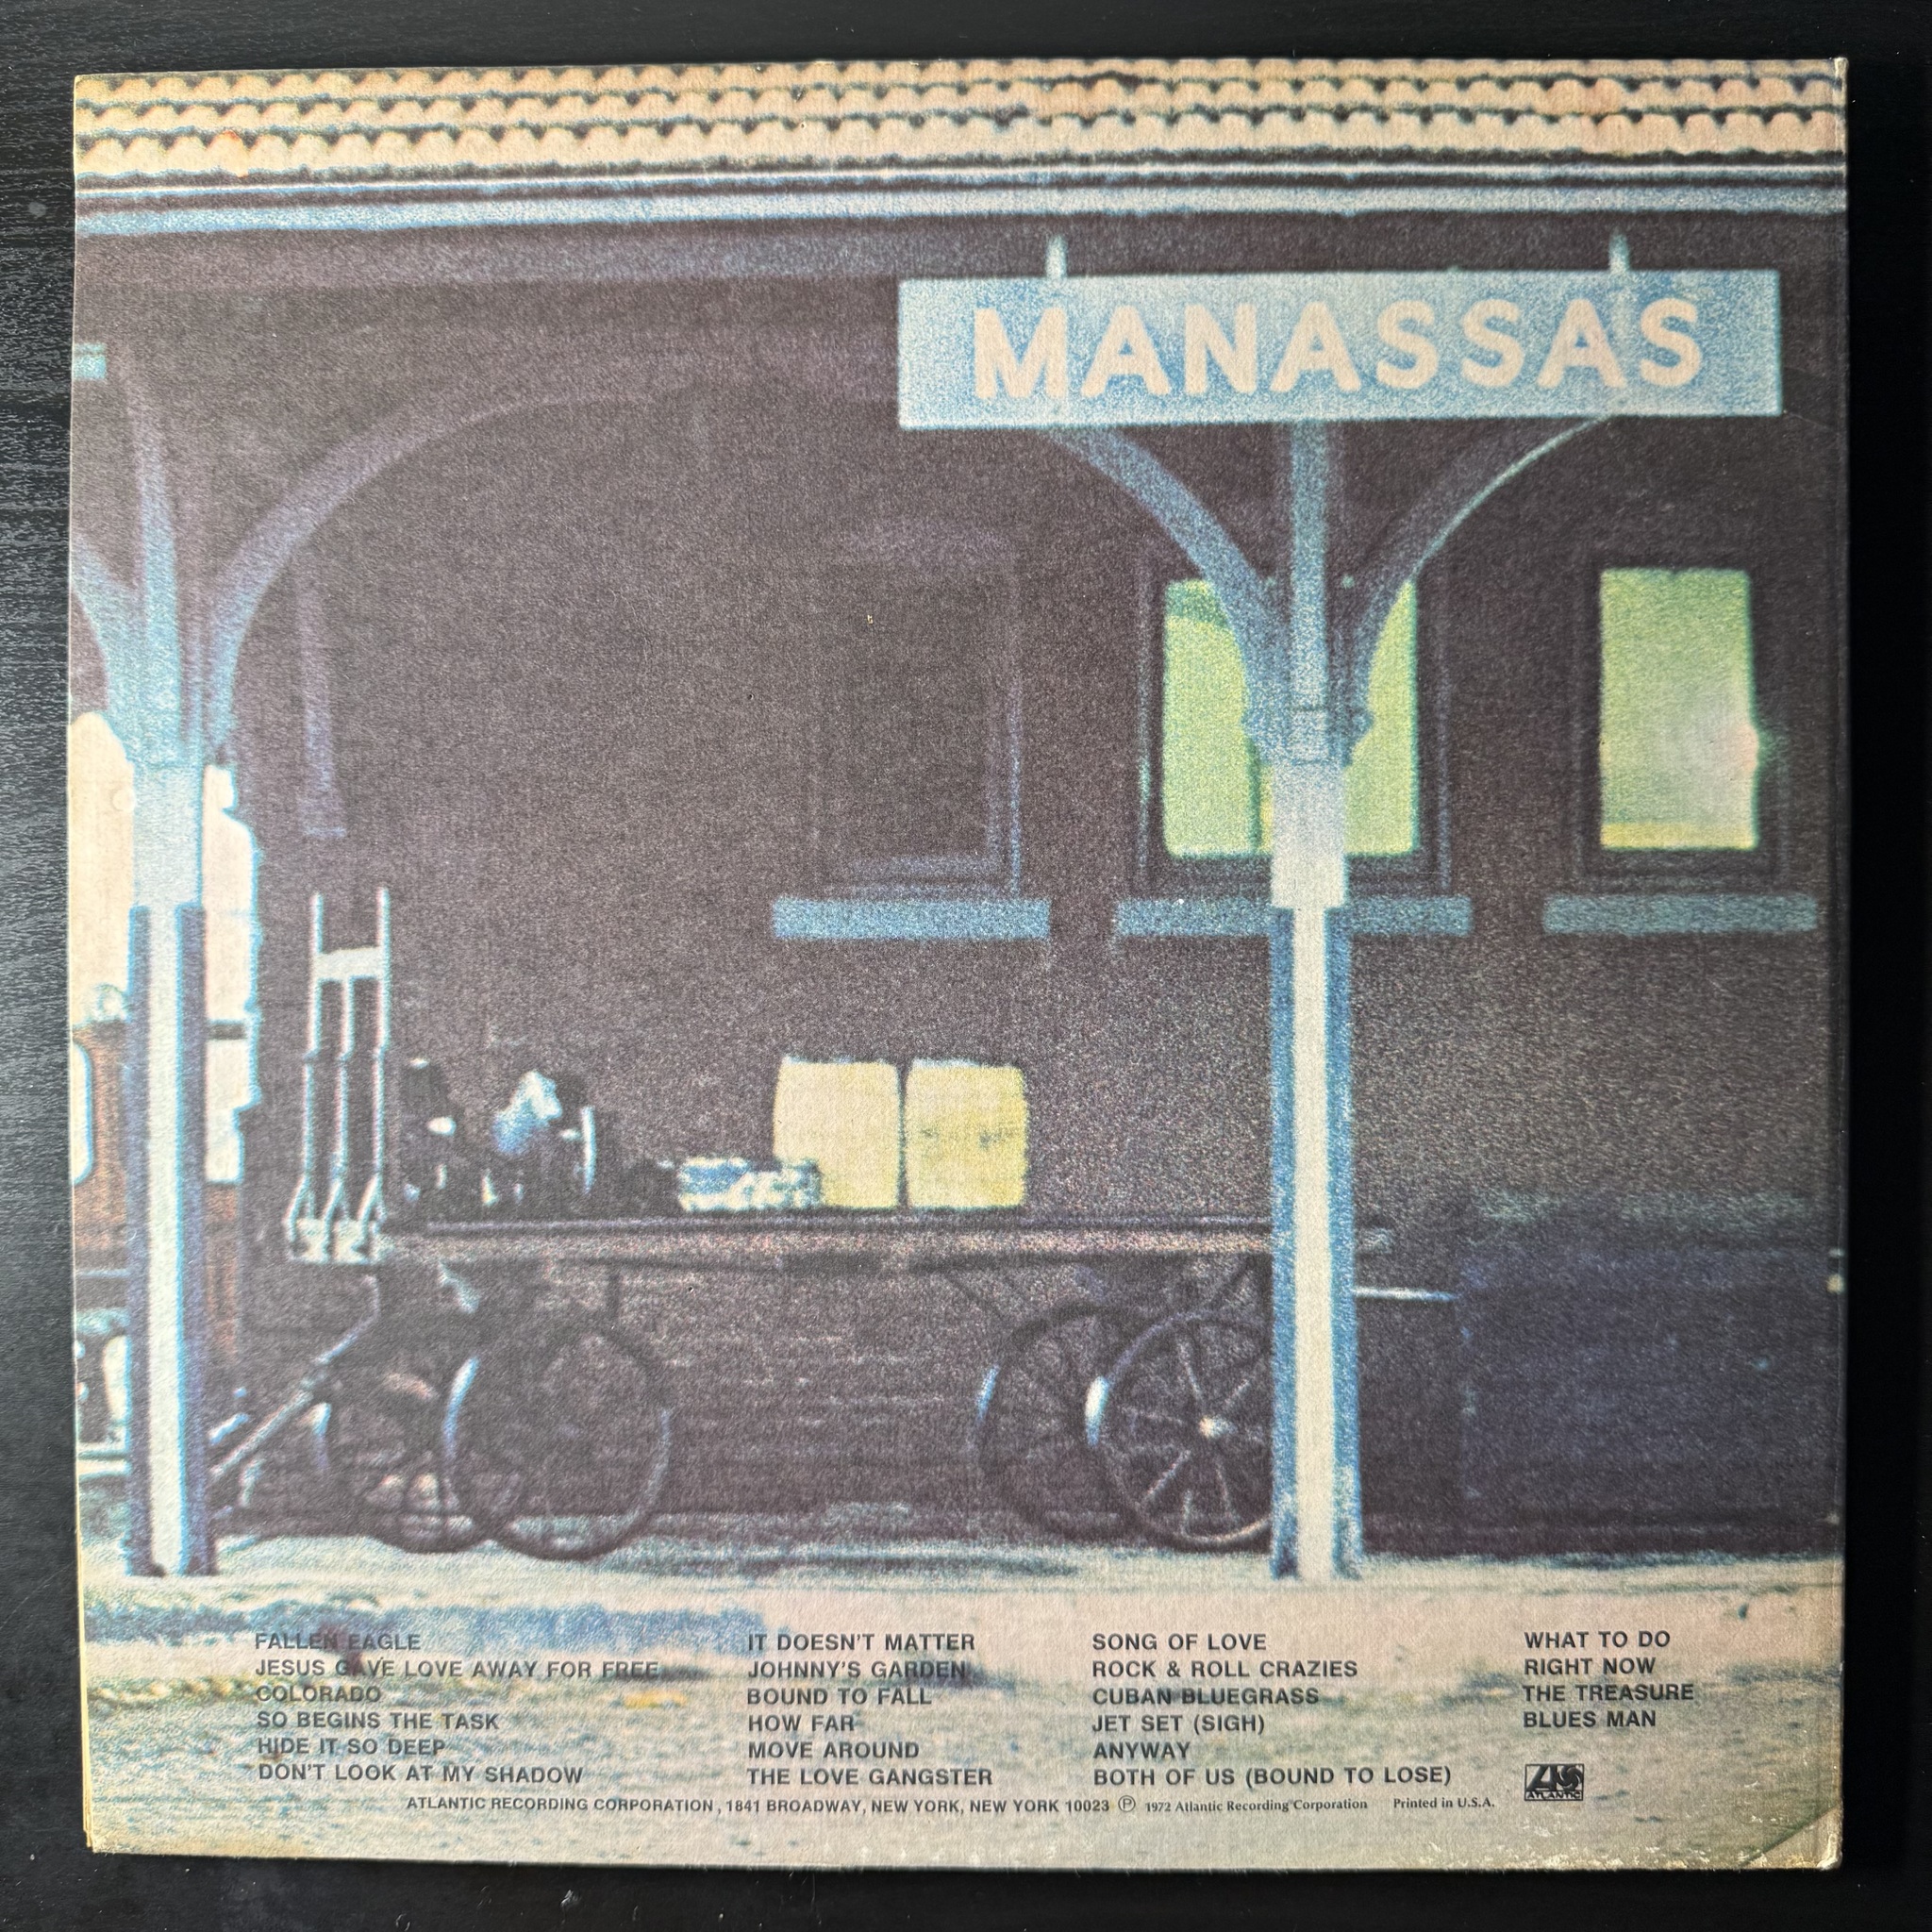 MANASSAS
FALLEN EAGLE
JESUS GAVE LOVE AWAY FOR FREE
COLORADO
SO BEGINS THE TASK
HIDE IT SO DEEP
DON'T LOOK AT MY SHADOW
IT DOESN'T MATTER
JOHNNY'S GARDEN
BOUND TO FALL
HOW FAR
MOVE AROUND
THE LOVE GANGSTER
SONG OF LOVE
ROCK & ROLL CRAZIES
CUBAN BLUEGRASS
JET SET (SIGH)
ANYWAY
BOTH OF US (BOUND TO LOSE)
WHAT TO DO
RIGHT NOW
THE TREASURE
BLUES MAN
ATLANTIC
ATLANTIC RECORDING CORPORATION, 1841 BROADWAY, NEW YORK, NEW YORK 10023 ℗ 1972 Atlantic Recording Corporation Printed in U.S.A.